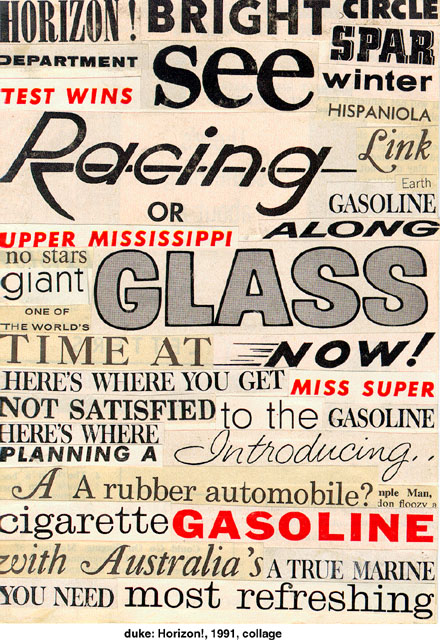 HORIZON! BRIGHT CIRCLE
DEPARTMENT see SPAR
TEST WINS winter
HISPANIOLA
Racing Link
Earth
OR GASOLINE
UPPER MISSISSIPPI ALONG
no stars GLASS
giant
ONE OF
THE WORLD'S
TIME AT NOW!
HERE'S WHERE YOU GET MISS SUPER
NOT SATISFIED to the GASOLINE
HERE'S WHERE
PLANNING A Introducing..
A A rubber automobile? nple Man,
don floozy a
cigarette GASOLINE
with Australia's A TRUE MARINE
YOU NEED most refreshing
duke: Horizon!, 1991, collage